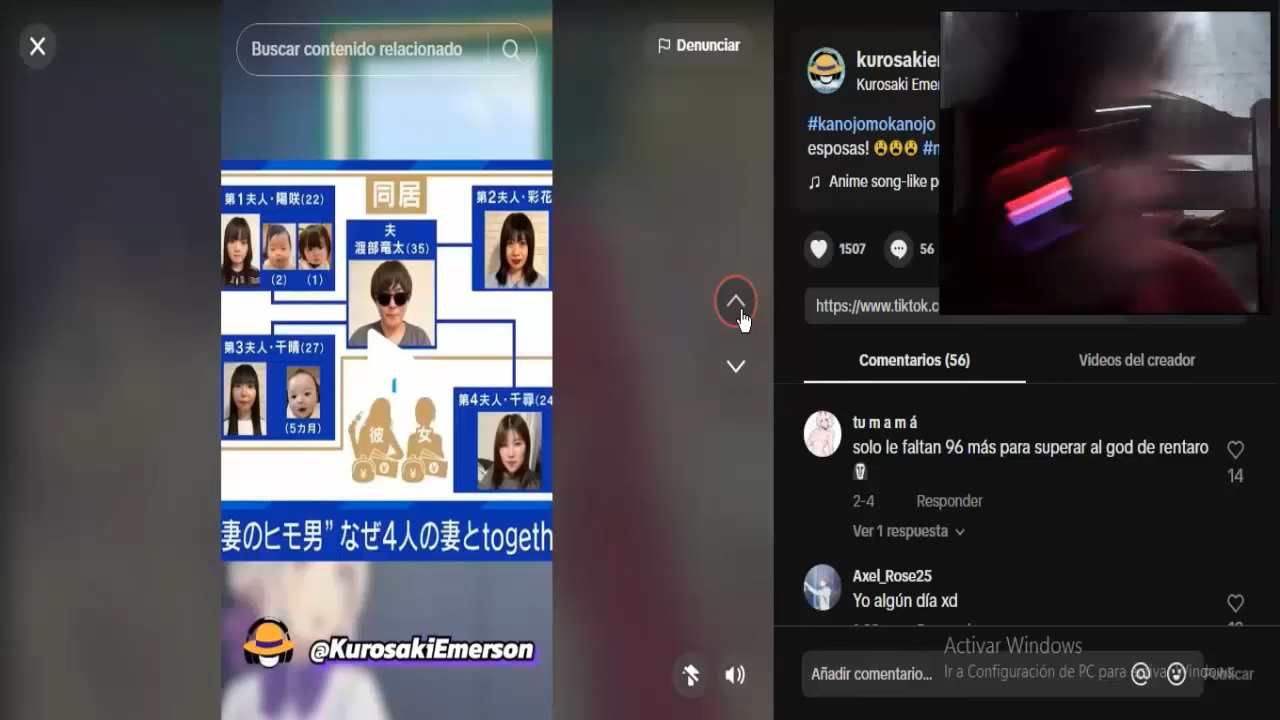 Buscar contenido relacionado
Denunciar
第1夫人・陽咲(22)
(2) (1)
同居
夫
渡部竜太(35)
第2夫人・彩花
第3夫人・千晴(27)
(5カ月)
彼 女
第4夫人・千尋(24
妻のヒモ男” なぜ4人の妻とtogeth
@KurosakiEmerson
kurosakie
Kurosaki Emer
#kanojomokanojo
esposas! 😩😩😩 #n
Anime song-like p
1507
56
https://www.tiktok.c
Comentarios (56)
Videos del creador
tu m a m á
solo le faltan 96 más para superar al god de rentaro
🗿
14
2-4 Responder
Ver 1 respuesta
Axel_Rose25
Yo algún día xd
Activar Windows
Ir a Configuración de PC para activar Windows.
Añadir comentario...
Publicar